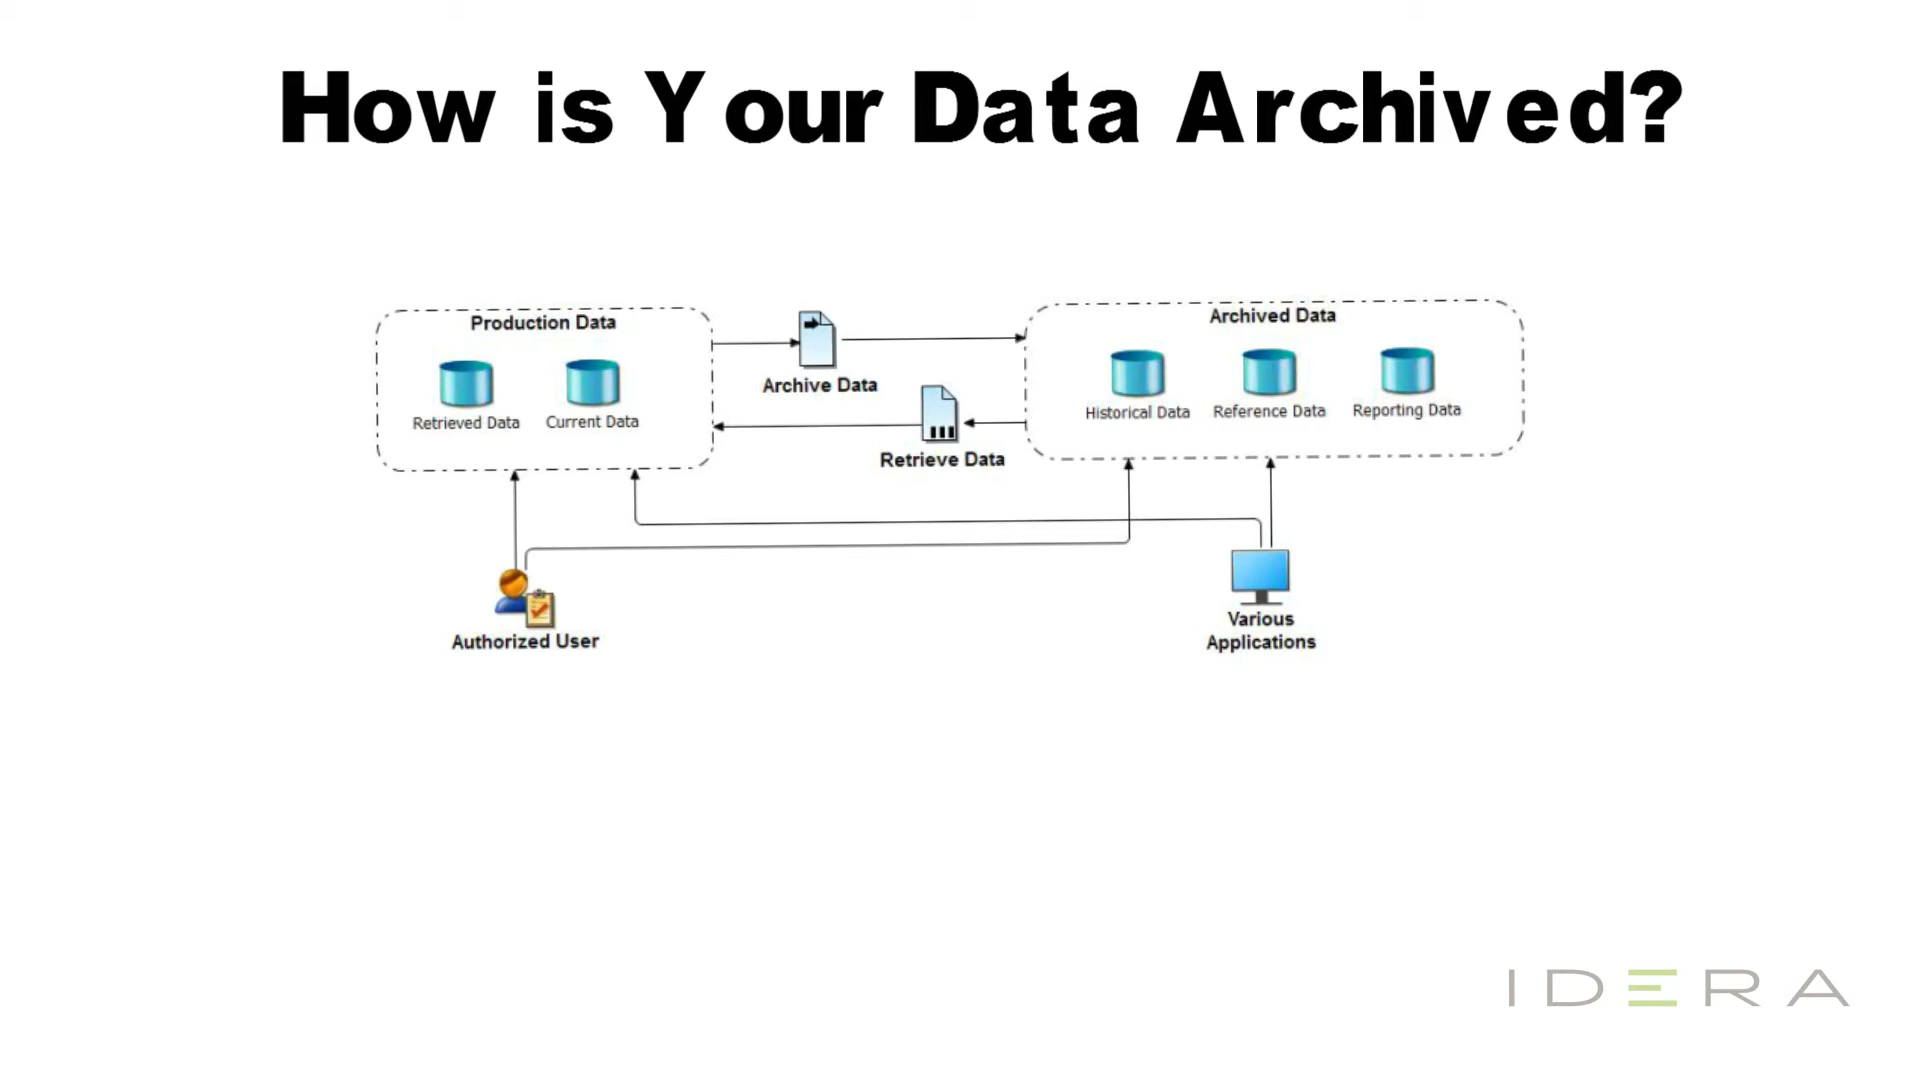 How is Your Data Archived?
Production Data
Retrieved Data
Current Data
Archive Data
Retrieve Data
Archived Data
Historical Data
Reference Data
Reporting Data
Authorized User
Various
Applications
IDERA